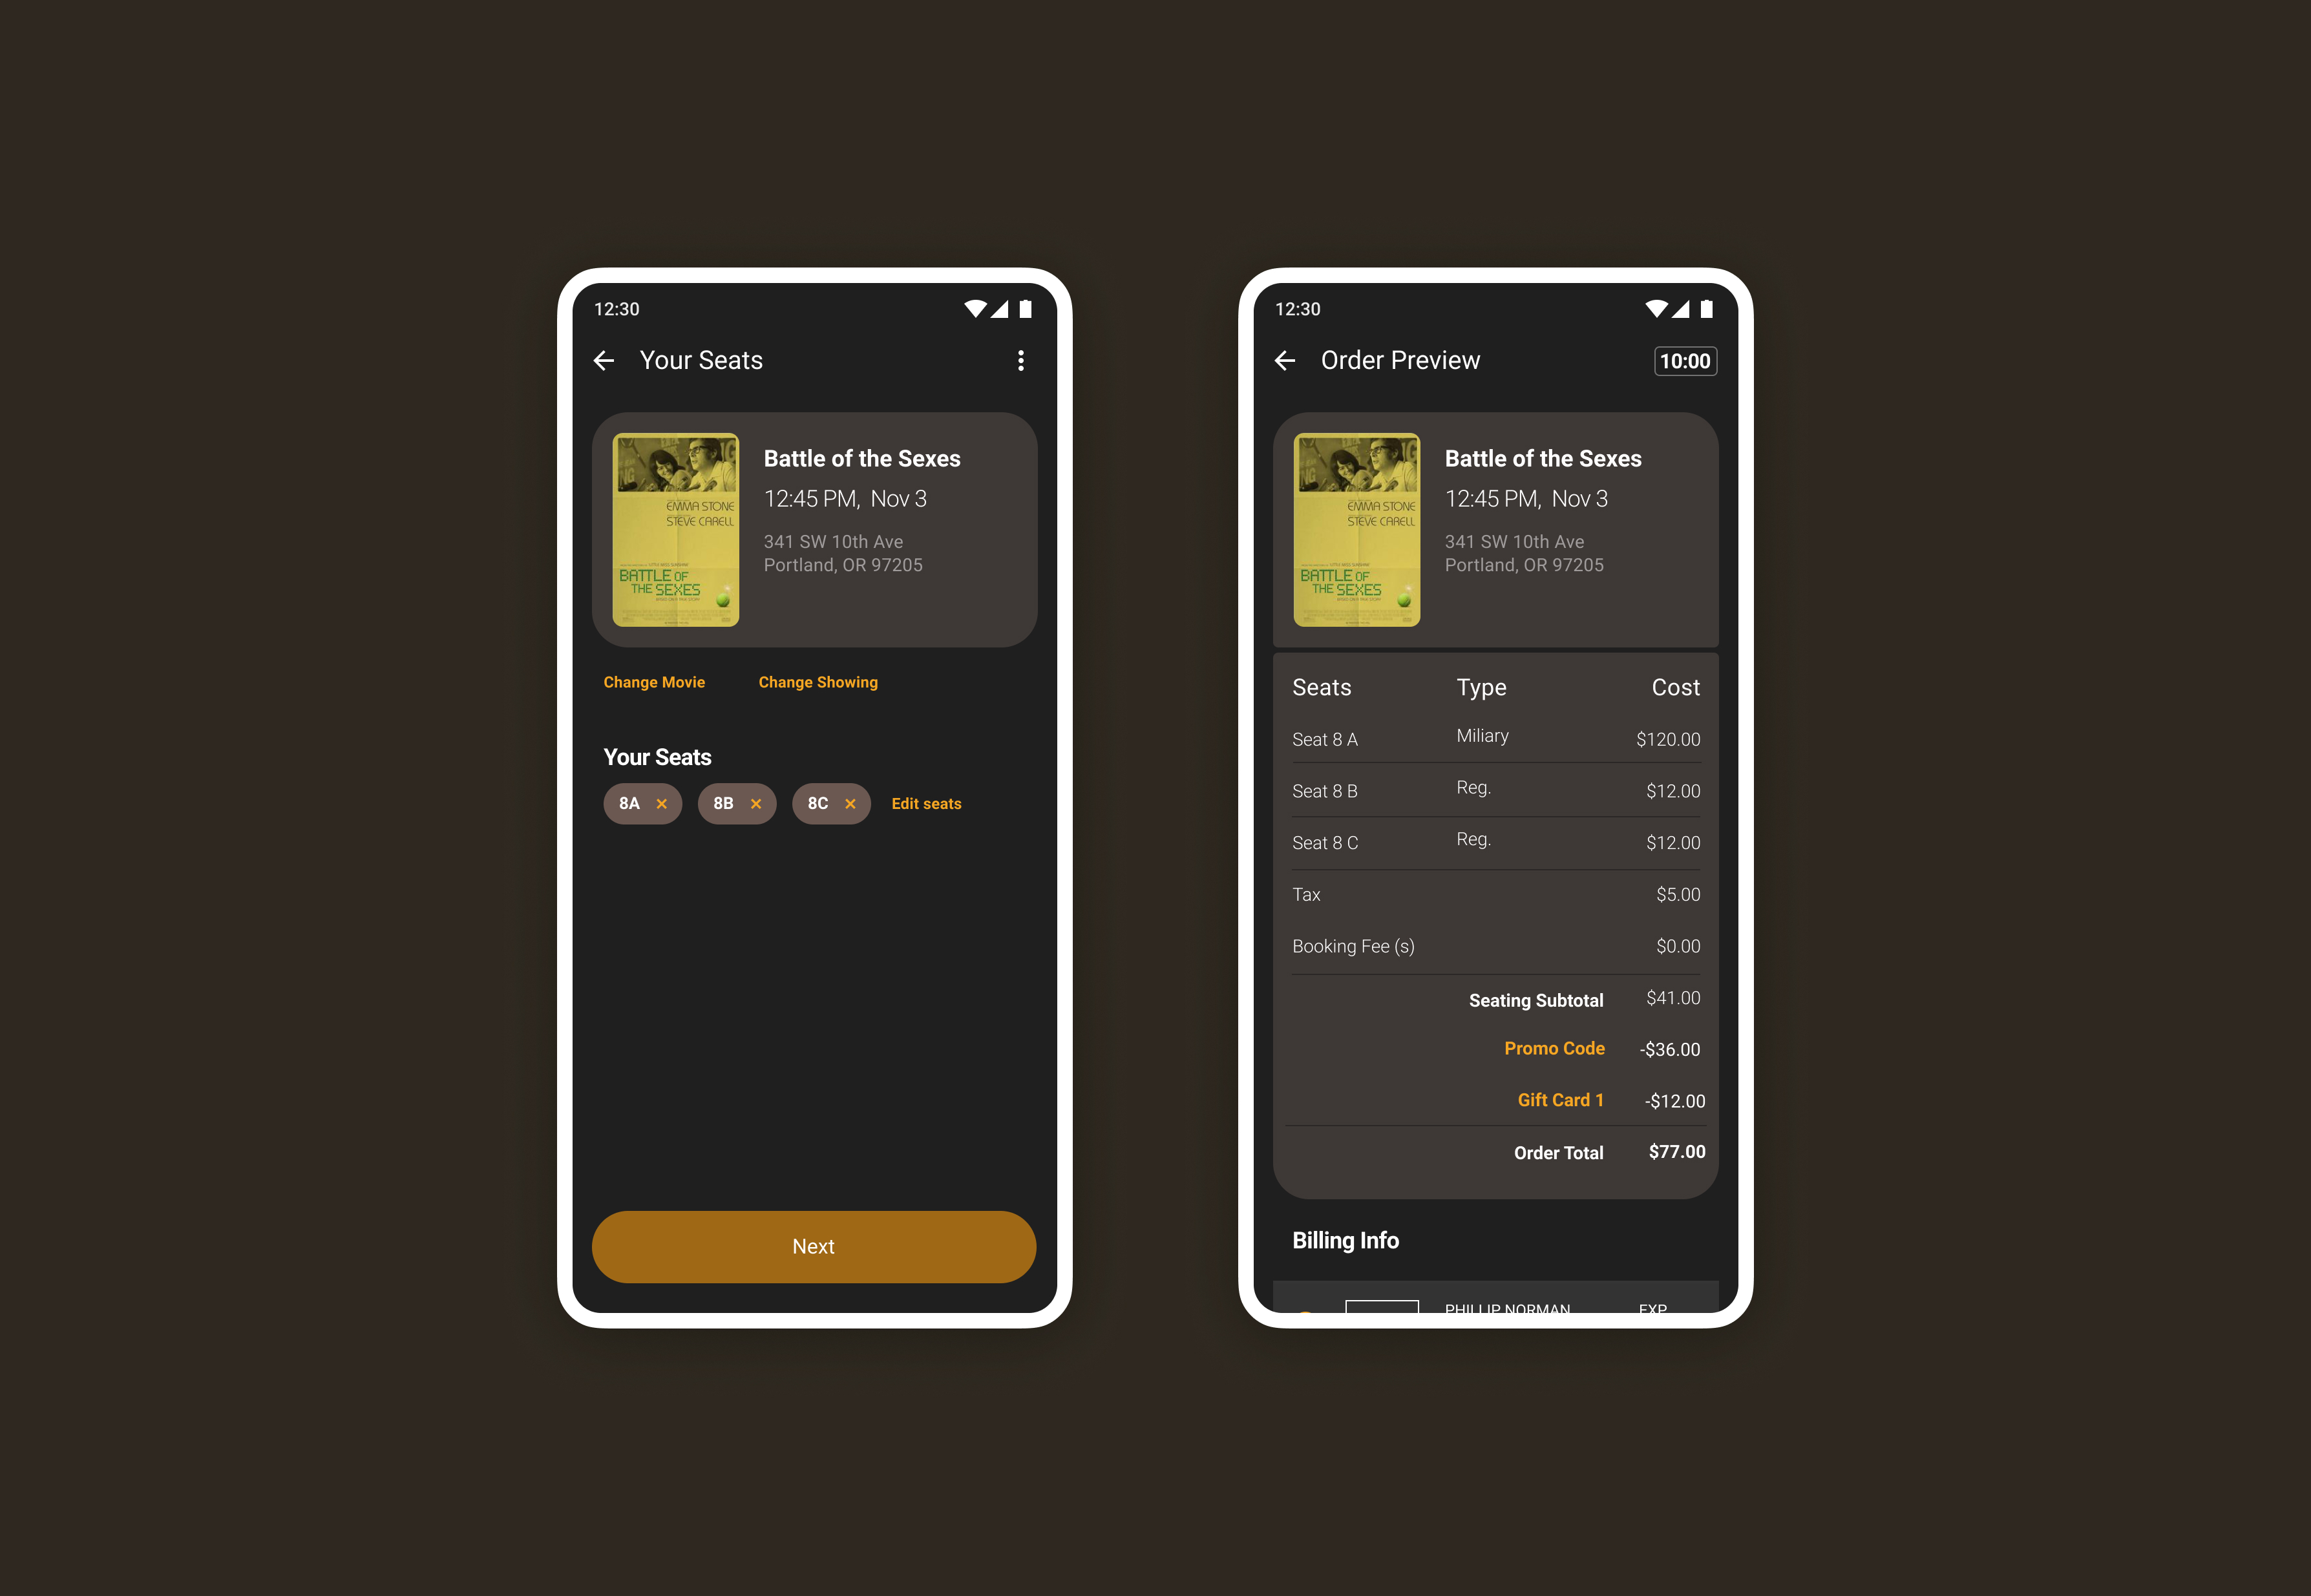 12:30
Your Seats
EMMA STONE
STEVE CARELL
BATTLE OF
THE SEXES
Battle of the Sexes
12:45 PM, Nov 3
341 SW 10th Ave
Portland, OR 97205
Change Movie Change Showing
Your Seats
8A 8B 8C Edit seats
Next
12:30
Order Preview 10:00
EMMA STONE
STEVE CARELL
BATTLE OF
THE SEXES
Battle of the Sexes
12:45 PM, Nov 3
341 SW 10th Ave
Portland, OR 97205
Seats Type Cost
Seat 8 A Miliary $120.00
Seat 8 B Reg. $12.00
Seat 8 C Reg. $12.00
Tax $5.00
Booking Fee (s) $0.00
Seating Subtotal $41.00
Promo Code -$36.00
Gift Card 1 -$12.00
Order Total $77.00
Billing Info
PHILLIP NORMAN EXP